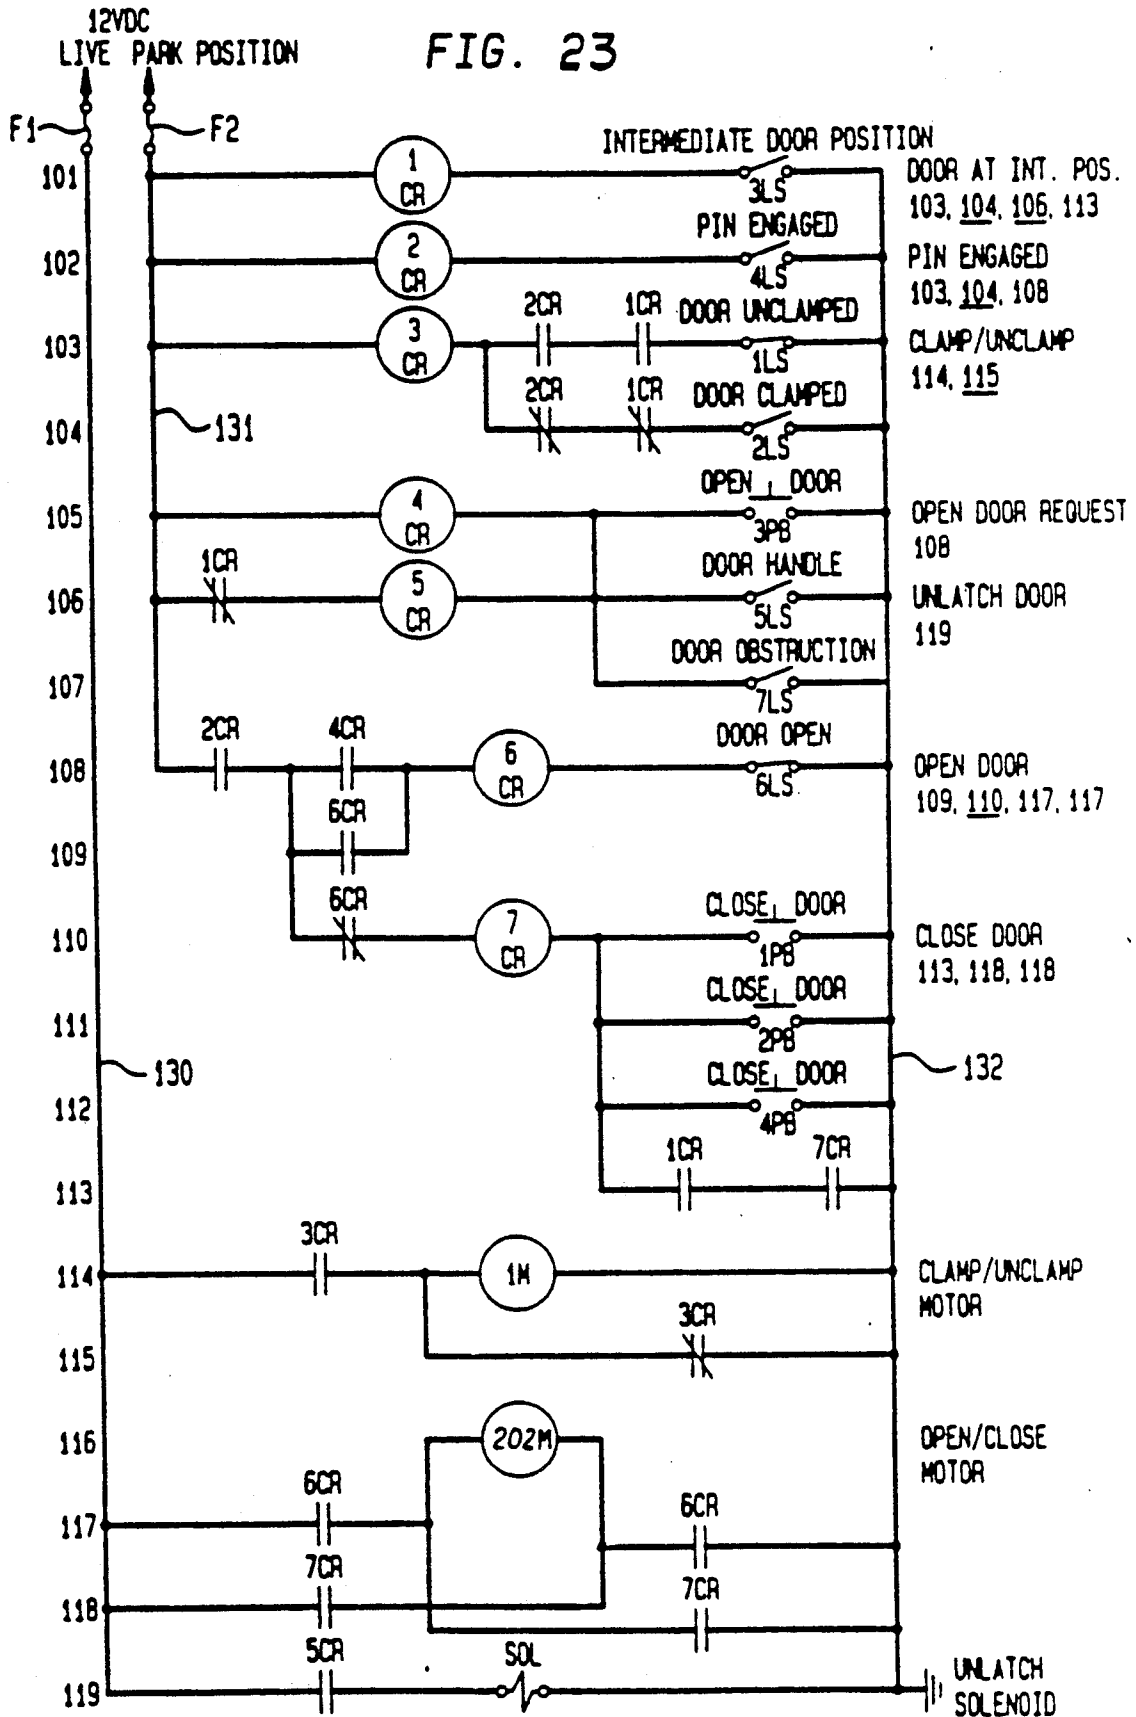 12VDC
LIVE PARK POSITION
FIG. 23
F1
F2
INTERMEDIATE DOOR POSITION
101
1
CR
3LS
DOOR AT INT. POS.
103, 104, 106, 113
PIN ENGAGED
102
2
CR
4LS
PIN ENGAGED
103, 104, 108
2CR
1CR
DOOR UNCLAMPED
103
3
CR
1LS
CLAMP/UNCLAMP
114, 115
2CR
1CR
DOOR CLAMPED
104
131
2LS
OPEN DOOR
105
4
CR
3PB
OPEN DOOR REQUEST
108
1CR
DOOR HANDLE
106
5
CR
5LS
UNLATCH DOOR
119
DOOR OBSTRUCTION
107
7LS
2CR
4CR
DOOR OPEN
108
6
CR
6LS
OPEN DOOR
109, 110, 117, 117
6CR
109
6CR
CLOSE DOOR
110
7
CR
1PB
CLOSE DOOR
113, 118, 118
CLOSE DOOR
111
2PB
130
CLOSE DOOR
132
112
4PB
1CR
7CR
113
3CR
114
1M
CLAMP/UNCLAMP
MOTOR
3CR
115
116
202M
OPEN/CLOSE
MOTOR
6CR
6CR
117
7CR
7CR
118
5CR
SOL
119
UNLATCH
SOLENOID